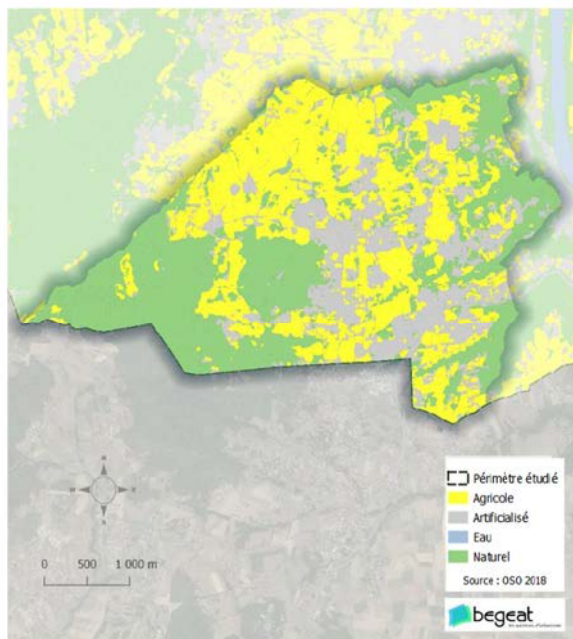 N
S
0 500 1 000 m
Périmètre étudié
Agricole
Artificialisé
Eau
Naturel
Source : OSO 2018
begeat